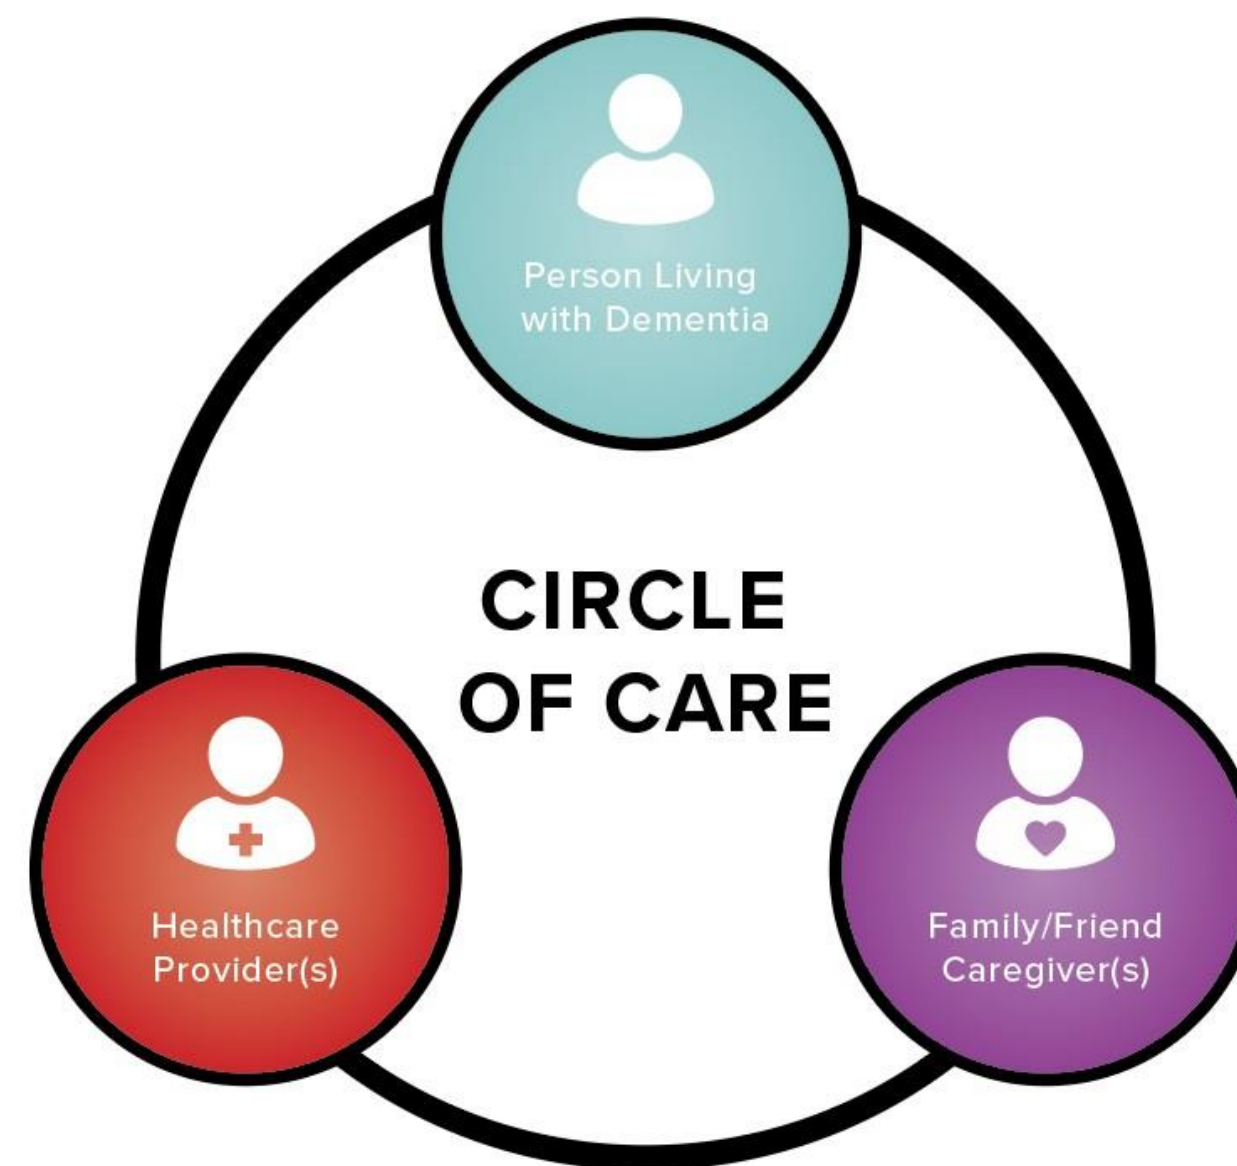 Person Living
with Dementia
CIRCLE
OF CARE
Healthcare
Provider(s)
Family/Friend
Caregiver(s)